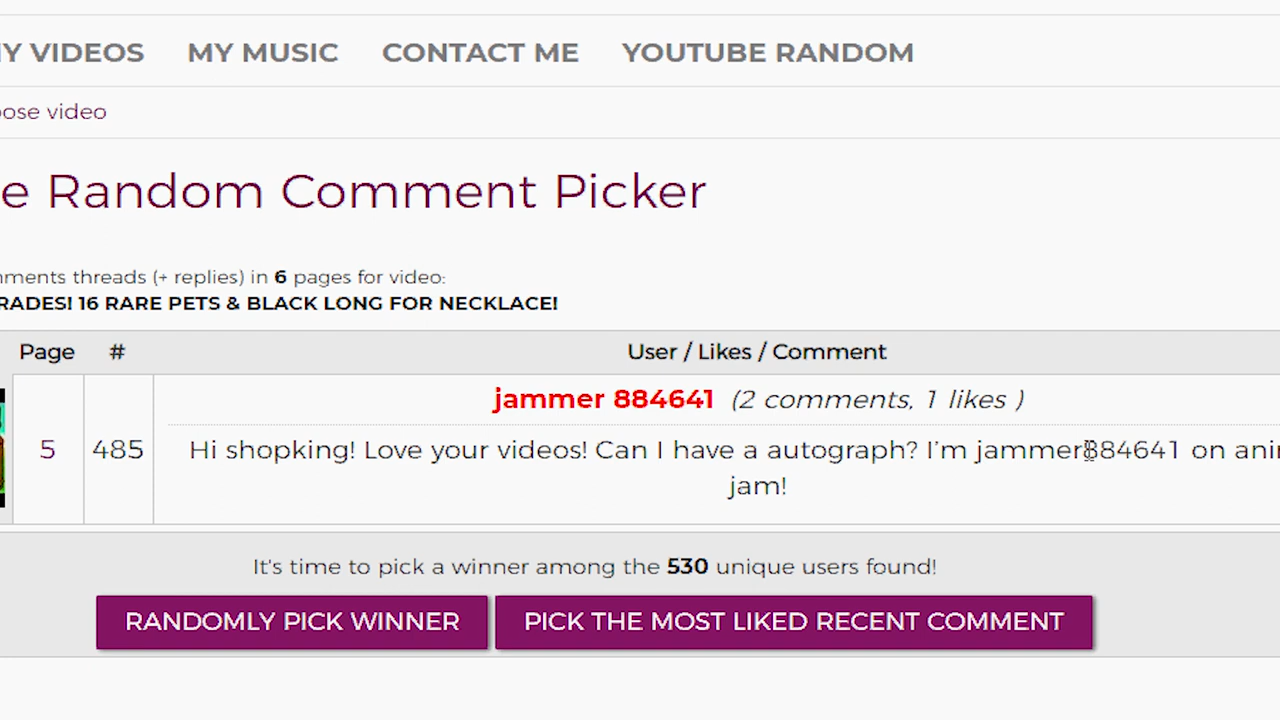 Y VIDEOS MY MUSIC CONTACT ME YOUTUBE RANDOM
ose video
e Random Comment Picker
ments threads (+ replies) in 6 pages for video:
RADES! 16 RARE PETS & BLACK LONG FOR NECKLACE!
Page # User / Likes / Comment
jammer 884641 (2 comments, 1 likes )
5 485 Hi shopking! Love your videos! Can I have a autograph? I'm jammer884641 on ani
jam!
It's time to pick a winner among the 530 unique users found!
RANDOMLY PICK WINNER PICK THE MOST LIKED RECENT COMMENT